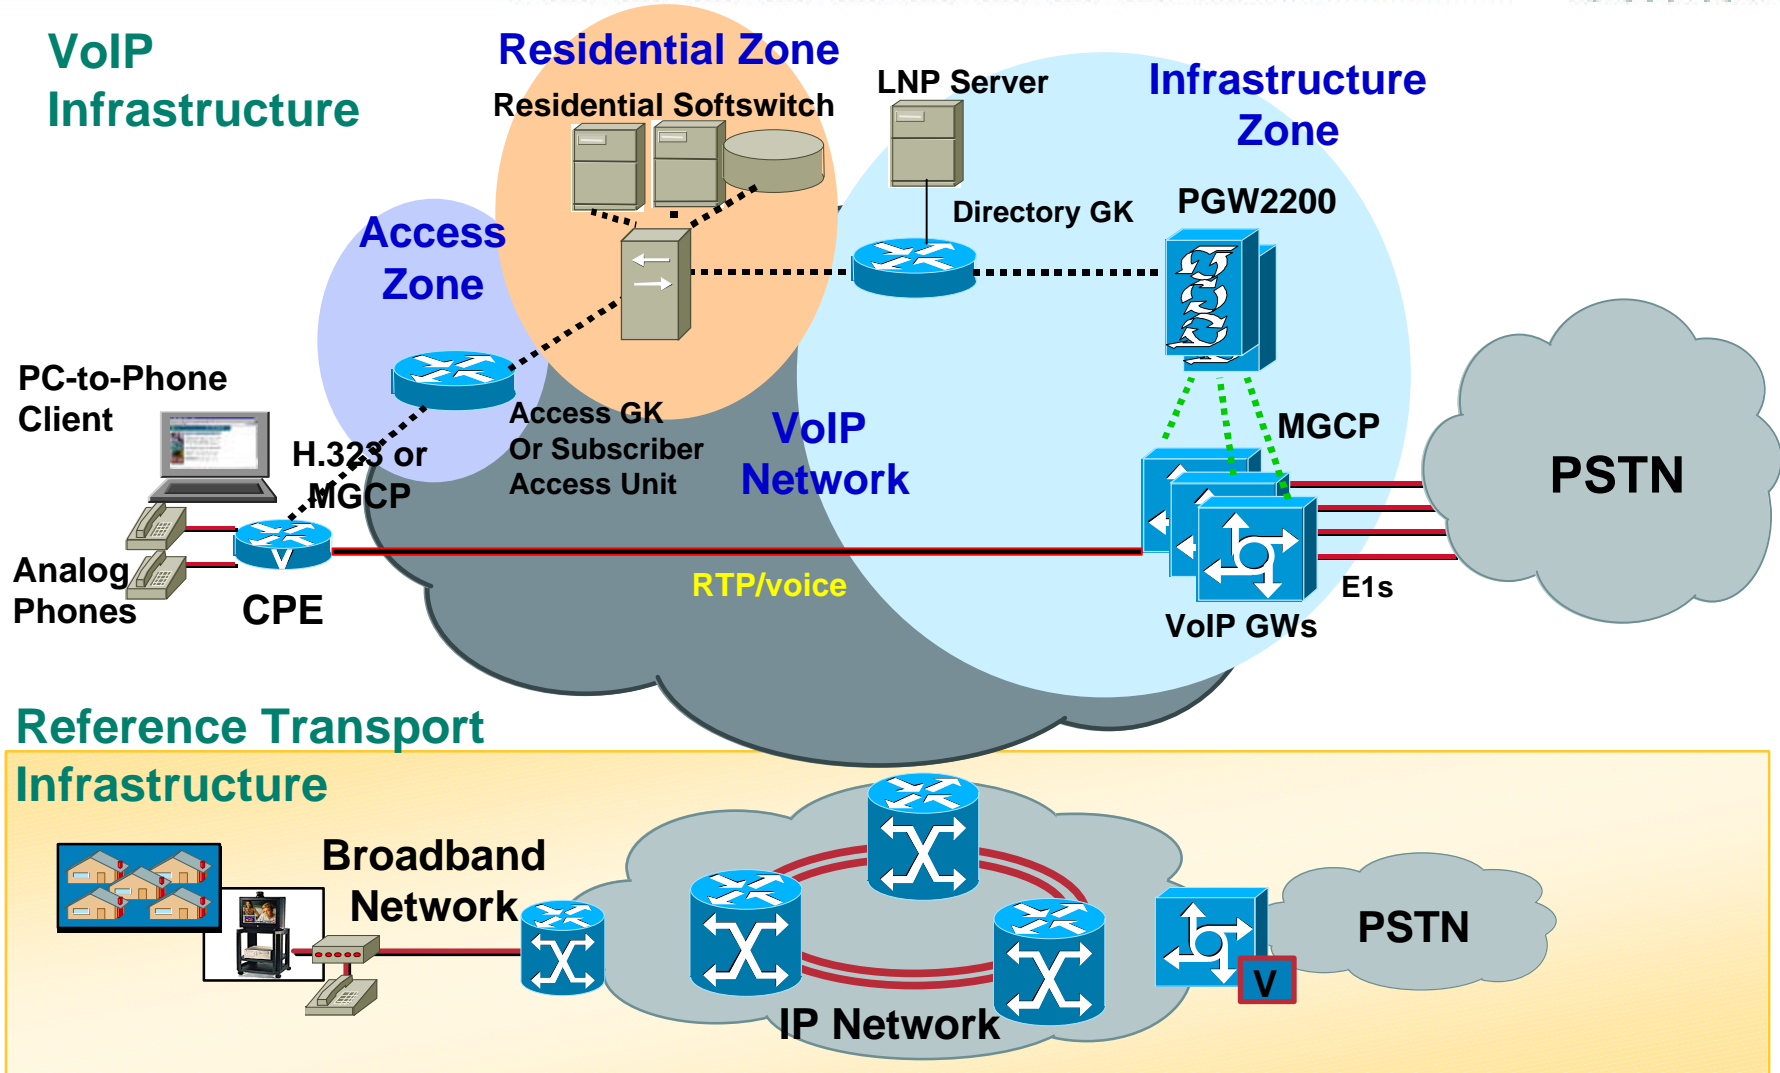 VoIP
Infrastructure
Residential Zone
Residential Softswitch
LNP Server
Infrastructure
Zone
Directory GK
PGW2200
Access
Zone
PC-to-Phone
Client
H.323 or
MGCP
Access GK
Or Subscriber
Access Unit
VoIP
Network
MGCP
PSTN
V
Analog
Phones
CPE
RTP/voice
E1s
VoIP GWs
Reference Transport
Infrastructure
Broadband
Network
PSTN
V
IP Network